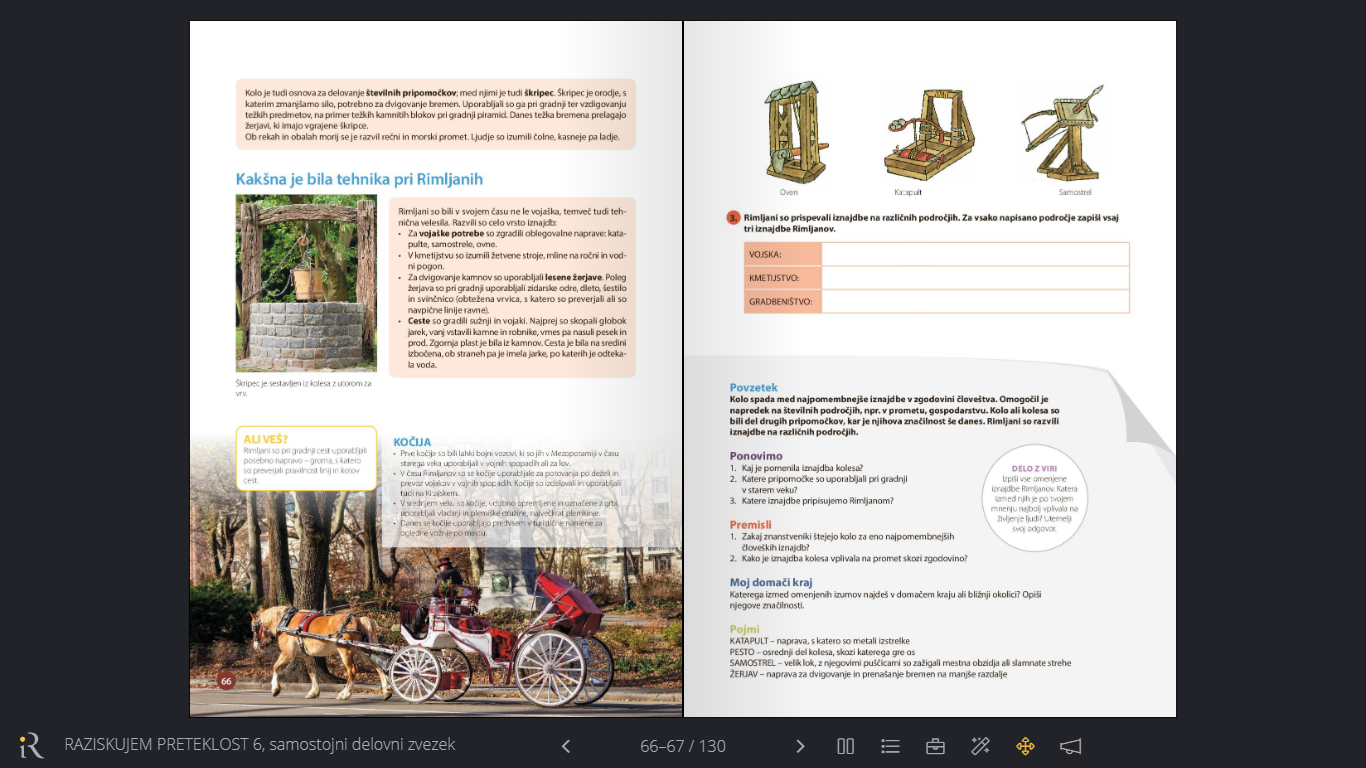 Kolo je tudi osnova za delovanje številnih pripomočkov; med njimi je tudi škripec. Škripec je orodje, s
katerim zmanjšamo silo, potrebno za dvigovanje bremen. Uporabljali so ga pri gradnji ter vzdigovanju
težkih predmetov, na primer težkih kamnitih blokov pri gradnji piramid. Danes težka bremena prelagajo
žerjavi, ki imajo vgrajene škripce.
Ob rekah in obalah morij se je razvil rečni in morski promet. Ljudje so izumili čolne, kasneje pa ladje.
Kakšna je bila tehnika pri Rimljanih
Rimljani so bili v svojem času ne le vojaška, temveč tudi teh-
nična velesila. Razvili so celo vrsto iznajdb:
• Za vojaške potrebe so zgradili oblegovalne naprave: kata-
pulte, samostrele, ovne.
• V kmetijstvu so izumili žetvene stroje, mline na ročni in vod-
ni pogon.
• Za dvigovanje kamnov so uporabljali lesene žerjave. Poleg
žerjava so pri gradnji uporabljali zidarske odre, dleto, šestilo
in svinčnico (obtežena vrvica, s katero so preverjali ali so
navpične linije ravne).
• Ceste so gradili sužnji in vojaki. Najprej so skopali globok
jarek, vanj vstavili kamne in robnike, vmes pa nasuli pesek in
prod. Zgornja plast je bila iz kamnov. Cesta je bila na sredini
izbočena, ob straneh pa je imela jarke, po katerih je odteka-
la voda.
Škripec je sestavljen iz kolesa z utorom za
vrv.
ALI VEŠ?
Rimljani so pri gradnji cest uporabljali
posebno napravo – groma, s katero
so preverjali pravilnost linij in kotov
cest.
KOČIJA
• Prve kočije so bili lahki bojni vozovi, ki so jih v Mezopotamiji v času
starega veka uporabljali v vojnih spopadih ali za lov.
• V času Rimljanov so se kočije uporabljale za potovanja po deželi in
prevoz vojakov v vojnih spopadih. Kočije so izdelovali in uporabljali
tudi na Kitajskem.
• V srednjem veku so kočije, udobno opremljene in označene z grbi,
uporabljali vladarji in plemiške družine, največkrat plemkinje.
• Danes se kočije uporabljajo predvsem v turistične namene za
ogledne vožnje po mestu.
66
Oven
Katapult
Samostrel
3. Rimljani so prispevali iznajdbe na različnih področjih. Za vsako napisano področje zapiši vsaj
tri iznajdbe Rimljanov.
VOJSKA:
KMETIJSTVO:
GRADBENIŠTVO:
Povzetek
Kolo spada med najpomembnejše iznajdbe v zgodovini človeštva. Omogočil je
napredek na številnih področjih, npr. v prometu, gospodarstvu. Kolo ali kolesa so
bili del drugih pripomočkov, kar je njihova značilnost še danes. Rimljani so razvili
iznajdbe na različnih področjih.
Ponovimo
1. Kaj je pomenila iznajdba kolesa?
2. Katere pripomočke so uporabljali pri gradnji
v starem veku?
3. Katere iznajdbe pripisujemo Rimljanom?
DELO Z VIRI
Izpiši vse omenjene
iznajdbe Rimljanov. Katera
izmed njih je po tvojem
mnenju najbolj vplivala na
življenje ljudi? Utemelji
svoj odgovor.
Premisli
1. Zakaj znanstveniki štejejo kolo za eno najpomembnejših
človeških iznajdb?
2. Kako je iznajdba kolesa vplivala na promet skozi zgodovino?
Moj domači kraj
Katerega izmed omenjenih izumov najdeš v domačem kraju ali bližnji okolici? Opiši
njegove značilnosti.
Pojmi
KATAPULT – naprava, s katero so metali izstrelke
PESTO – osrednji del kolesa, skozi katerega gre os
SAMOSTREL – velik lok, z njegovimi puščicami so zažigali mestna obzidja ali slamnate strehe
ŽERJAV – naprava za dvigovanje in prenašanje bremen na manjše razdalje
iR
RAZISKUJEM PRETEKLOST 6, samostojni delovni zvezek
66–67 / 130